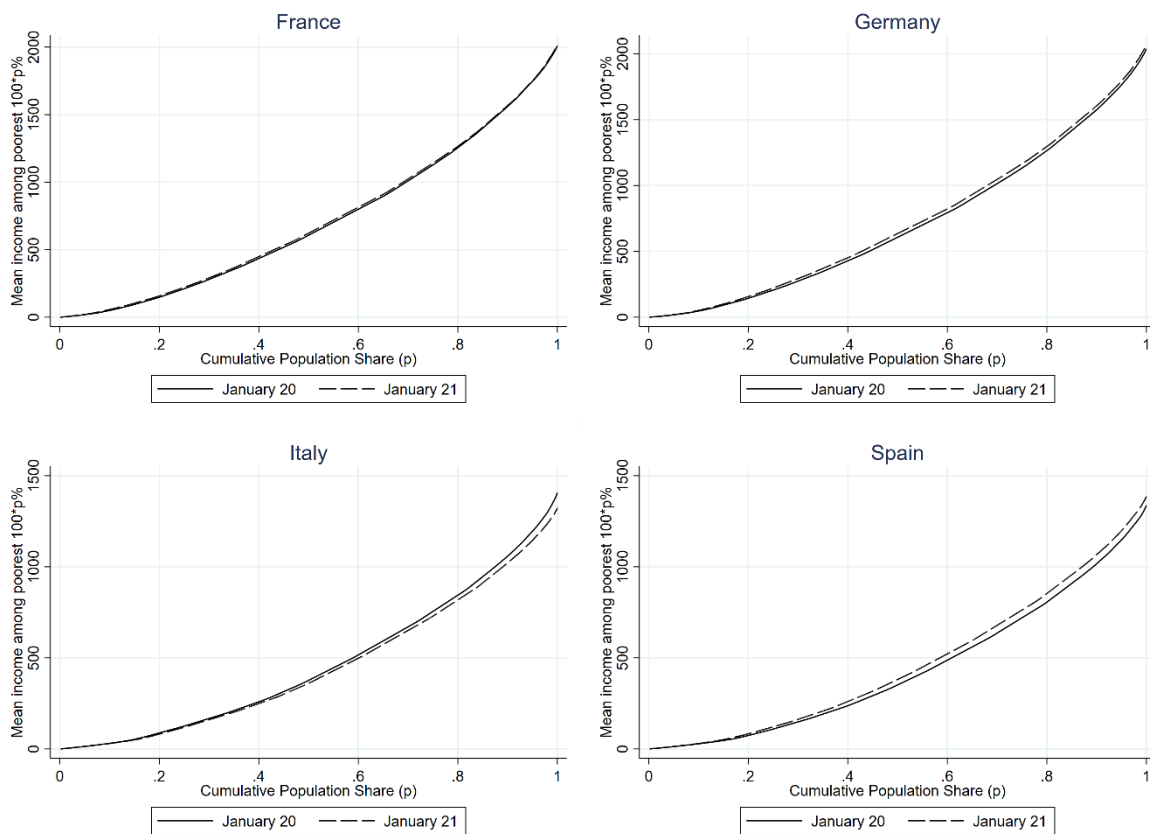 France
Mean income among poorest 100*p%
2000
1500
1000
500
0
0 .2 .4 .6 .8 1
Cumulative Population Share (p)
January 20 January 21
Germany
Mean income among poorest 100*p%
2000
1500
1000
500
0
0 .2 .4 .6 .8 1
Cumulative Population Share (p)
January 20 January 21
Italy
Mean income among poorest 100*p%
1500
1000
500
0
0 .2 .4 .6 .8 1
Cumulative Population Share (p)
January 20 January 21
Spain
Mean income among poorest 100*p%
1500
1000
500
0
0 .2 .4 .6 .8 1
Cumulative Population Share (p)
January 20 January 21